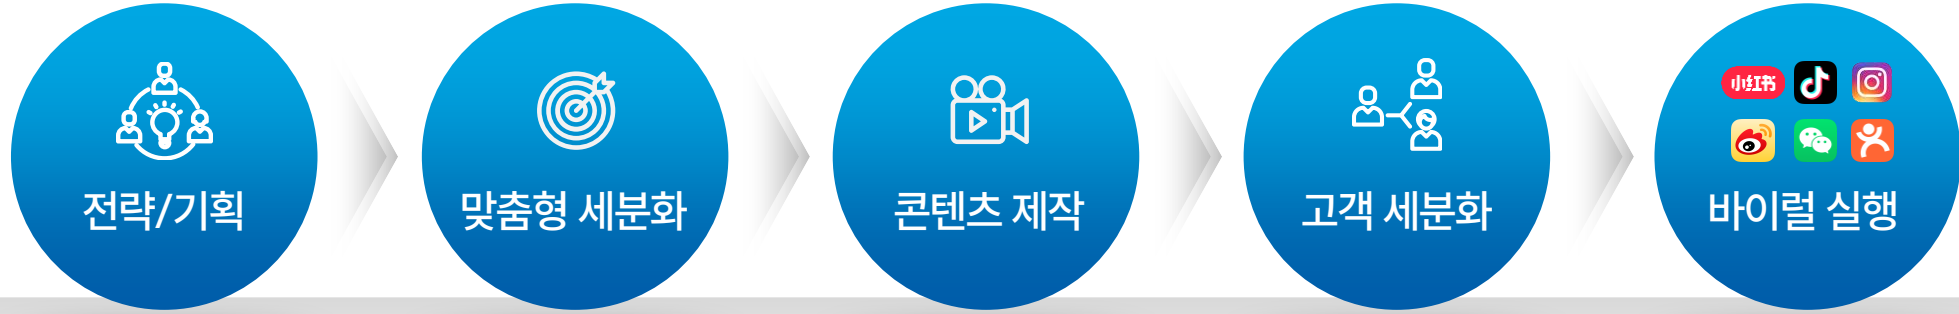 전략/기획
맞춤형 세분화
콘텐츠 제작
고객 세분화
小红书
바이럴 실행